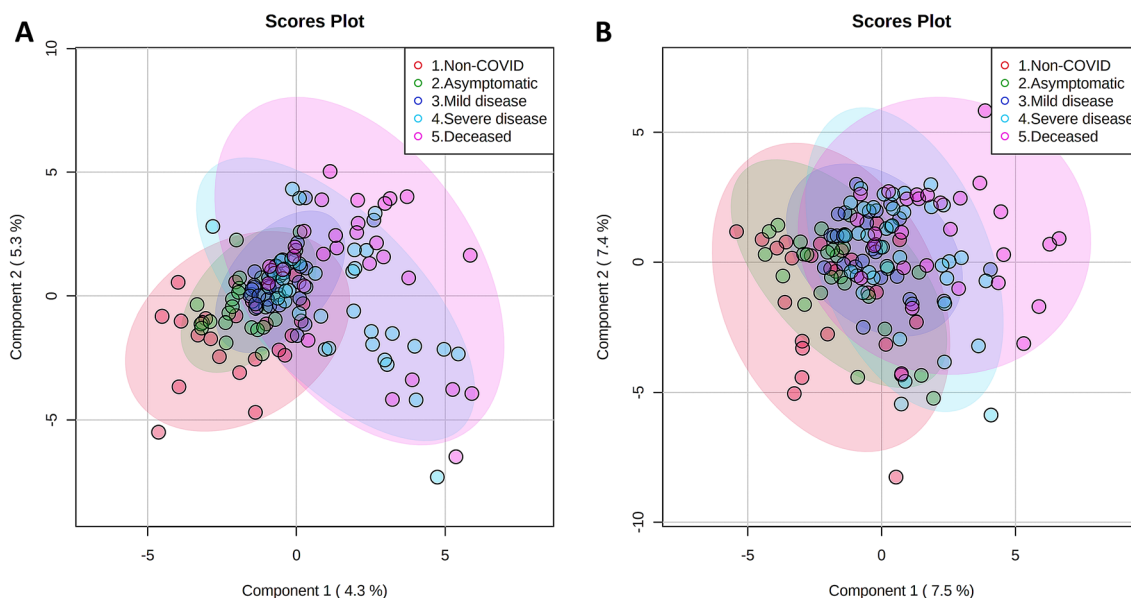 A
Scores Plot
1.Non-COVID
2.Asymptomatic
3.Mild disease
4.Severe disease
5.Deceased
10
5
0
-5
Component 2 ( 5.3 %)
-5
0
5
Component 1 ( 4.3 %)
B
Scores Plot
1.Non-COVID
2.Asymptomatic
3.Mild disease
4.Severe disease
5.Deceased
5
0
-5
-10
Component 2 ( 7.4 %)
-5
0
5
Component 1 ( 7.5 %)